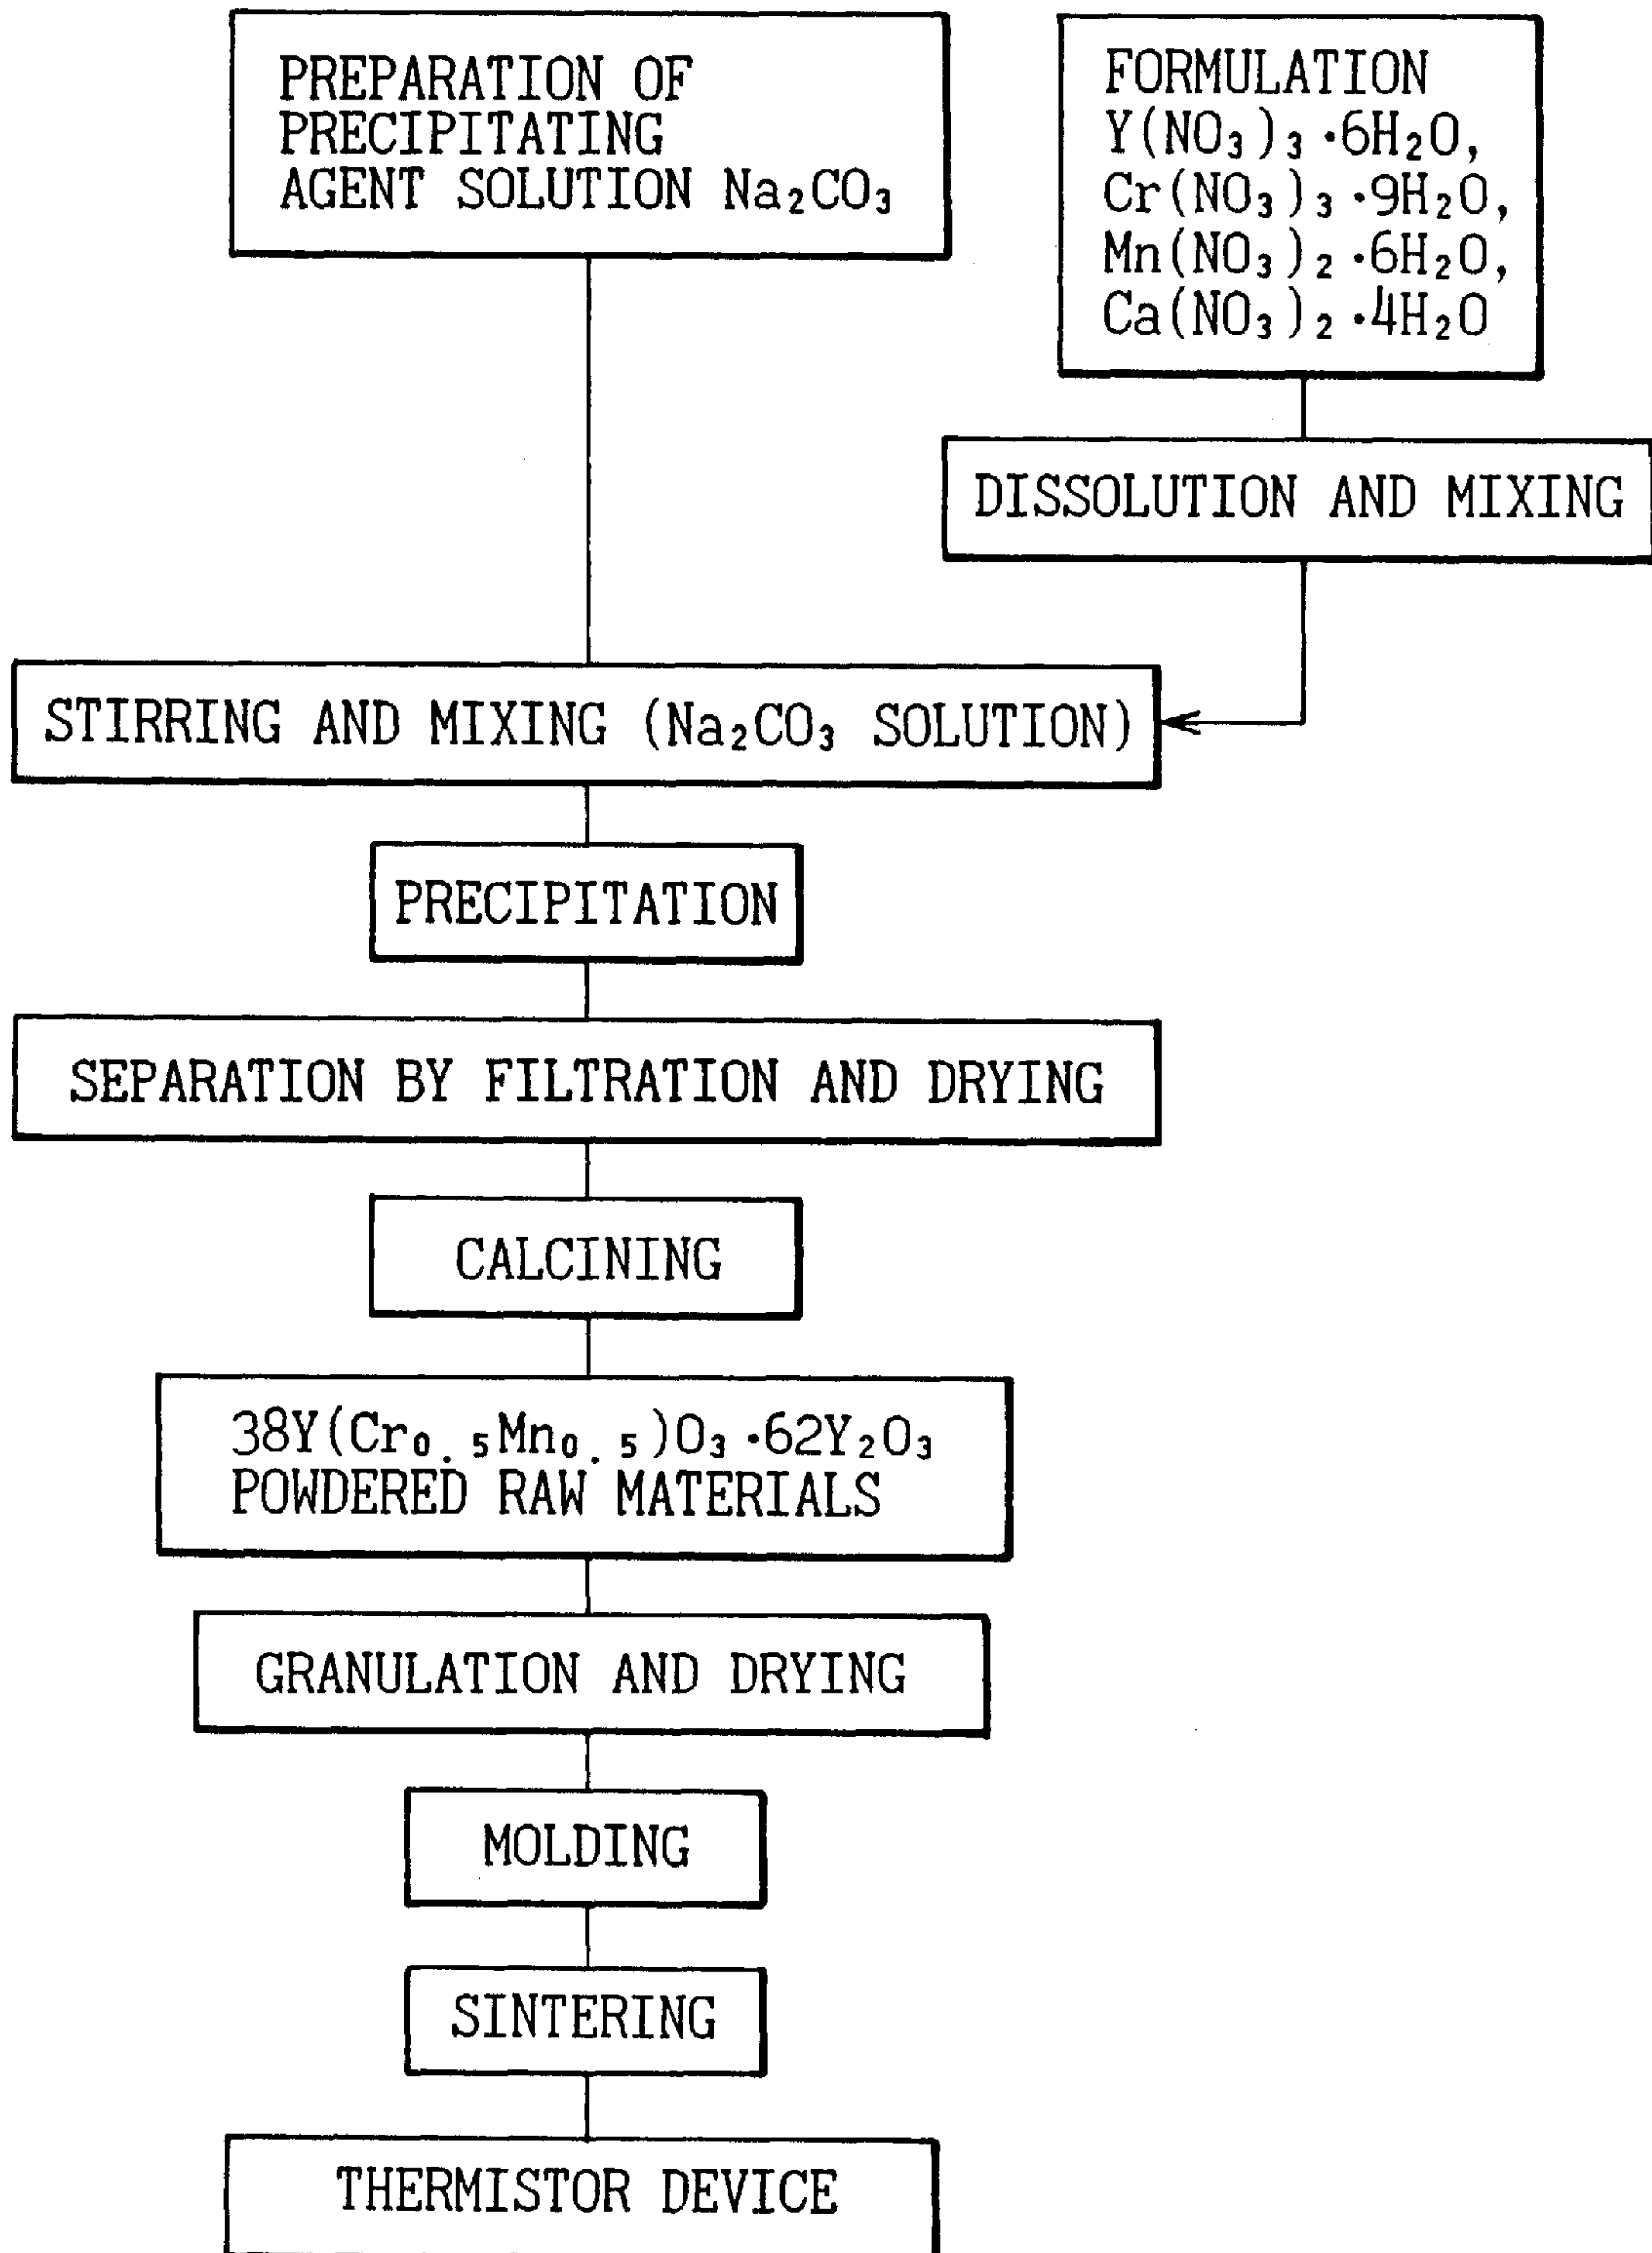 PREPARATION OF
PRECIPITATING
AGENT SOLUTION Na₂CO₃
FORMULATION
Y(NO₃)₃·6H₂O,
Cr(NO₃)₃·9H₂O,
Mn(NO₃)₂·6H₂O,
Ca(NO₃)₂·4H₂O
DISSOLUTION AND MIXING
STIRRING AND MIXING (Na₂CO₃ SOLUTION)
PRECIPITATION
SEPARATION BY FILTRATION AND DRYING
CALCINING
38Y(Cr₀.₅Mn₀.₅)O₃·62Y₂O₃
POWDERED RAW MATERIALS
GRANULATION AND DRYING
MOLDING
SINTERING
THERMISTOR DEVICE